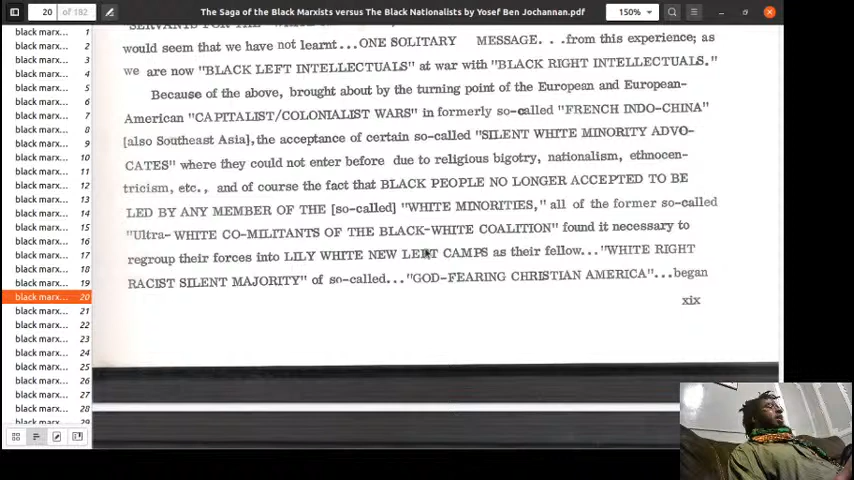 20 of 182
The Saga of the Black Marxists versus The Black Nationalists by Yosef Ben Jochannan.pdf
150%
black marx... 1
black marx... 2
black marx... 3
black marx... 4
black marx... 5
black marx... 6
black marx... 7
black marx... 8
black marx... 9
black marx... 10
black marx... 11
black marx... 12
black marx... 13
black marx... 14
black marx... 15
black marx... 16
black marx... 17
black marx... 18
black marx... 19
black marx... 20
black marx... 21
black marx... 22
black marx... 23
black marx... 24
black marx... 25
black marx... 26
black marx... 27
black marx... 28
black marx... 29
would seem that we have not learnt...ONE SOLITARY MESSAGE. . .from this experience; as
we are now "BLACK LEFT INTELLECTUALS" at war with "BLACK RIGHT INTELLECTUALS."
Because of the above, brought about by the turning point of the European and European-
American "CAPITALIST/COLONIALIST WARS" in formerly so-called "FRENCH INDO-CHINA"
[also Southeast Asia],the acceptance of certain so-called "SILENT WHITE MINORITY ADVO-
CATES" where they could not enter before due to religious bigotry, nationalism, ethnocen-
tricism, etc., and of course the fact that BLACK PEOPLE NO LONGER ACCEPTED TO BE
LED BY ANY MEMBER OF THE [so-called] "WHITE MINORITIES," all of the former so-called
"Ultra- WHITE CO-MILITANTS OF THE BLACK-WHITE COALITION" found it necessary to
regroup their forces into LILY WHITE NEW LEFT CAMPS as their fellow..."WHITE RIGHT
RACIST SILENT MAJORITY" of so-called..."GOD-FEARING CHRISTIAN AMERICA"...began
xix